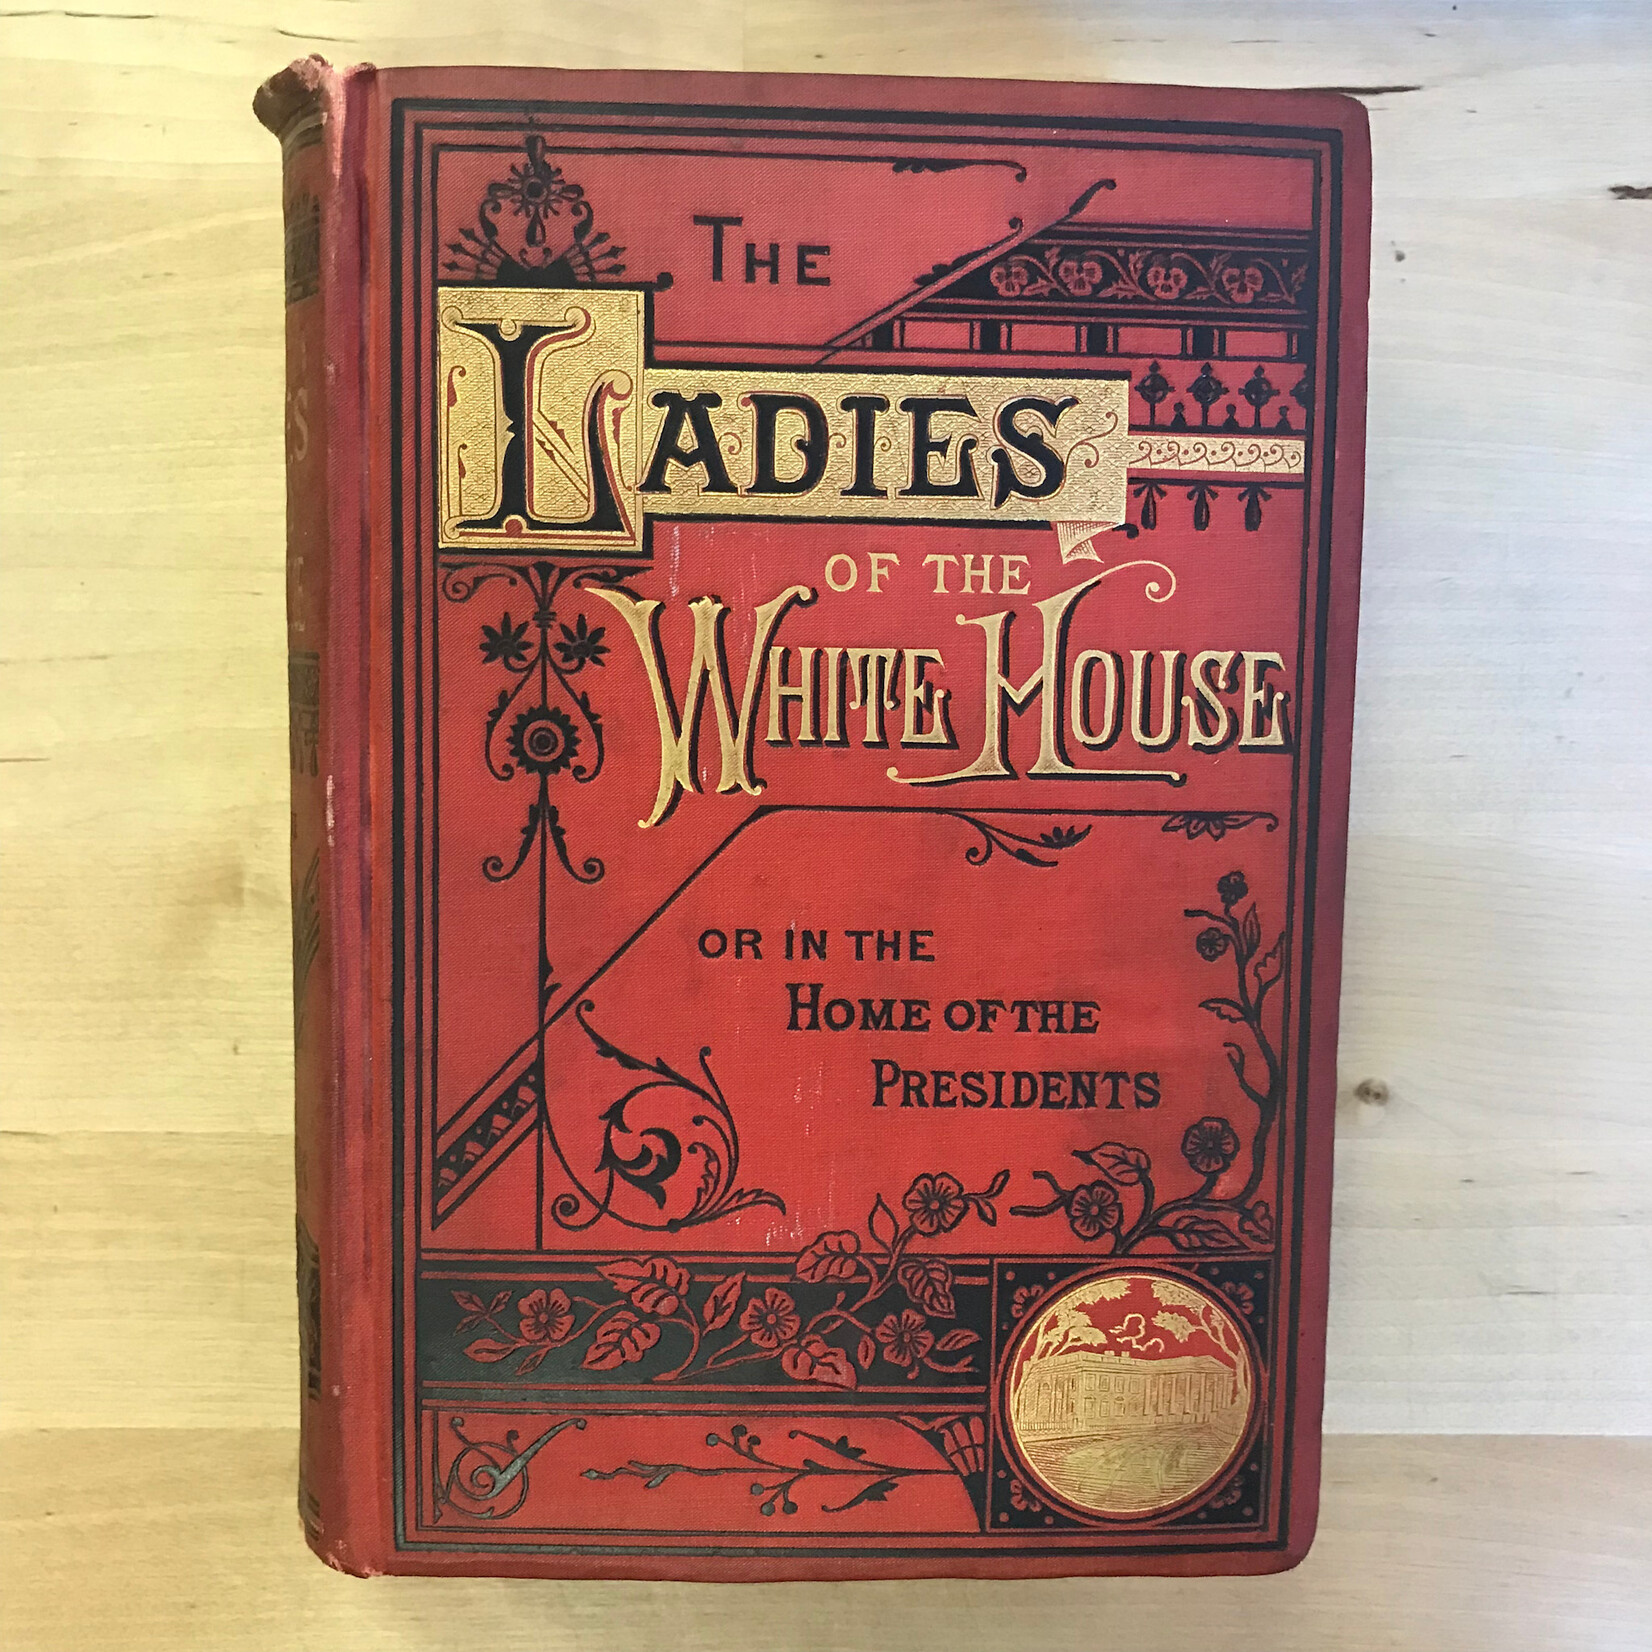 THE
LADIES
OF THE
WHITE HOUSE
OR IN THE
HOME OF THE
PRESIDENTS